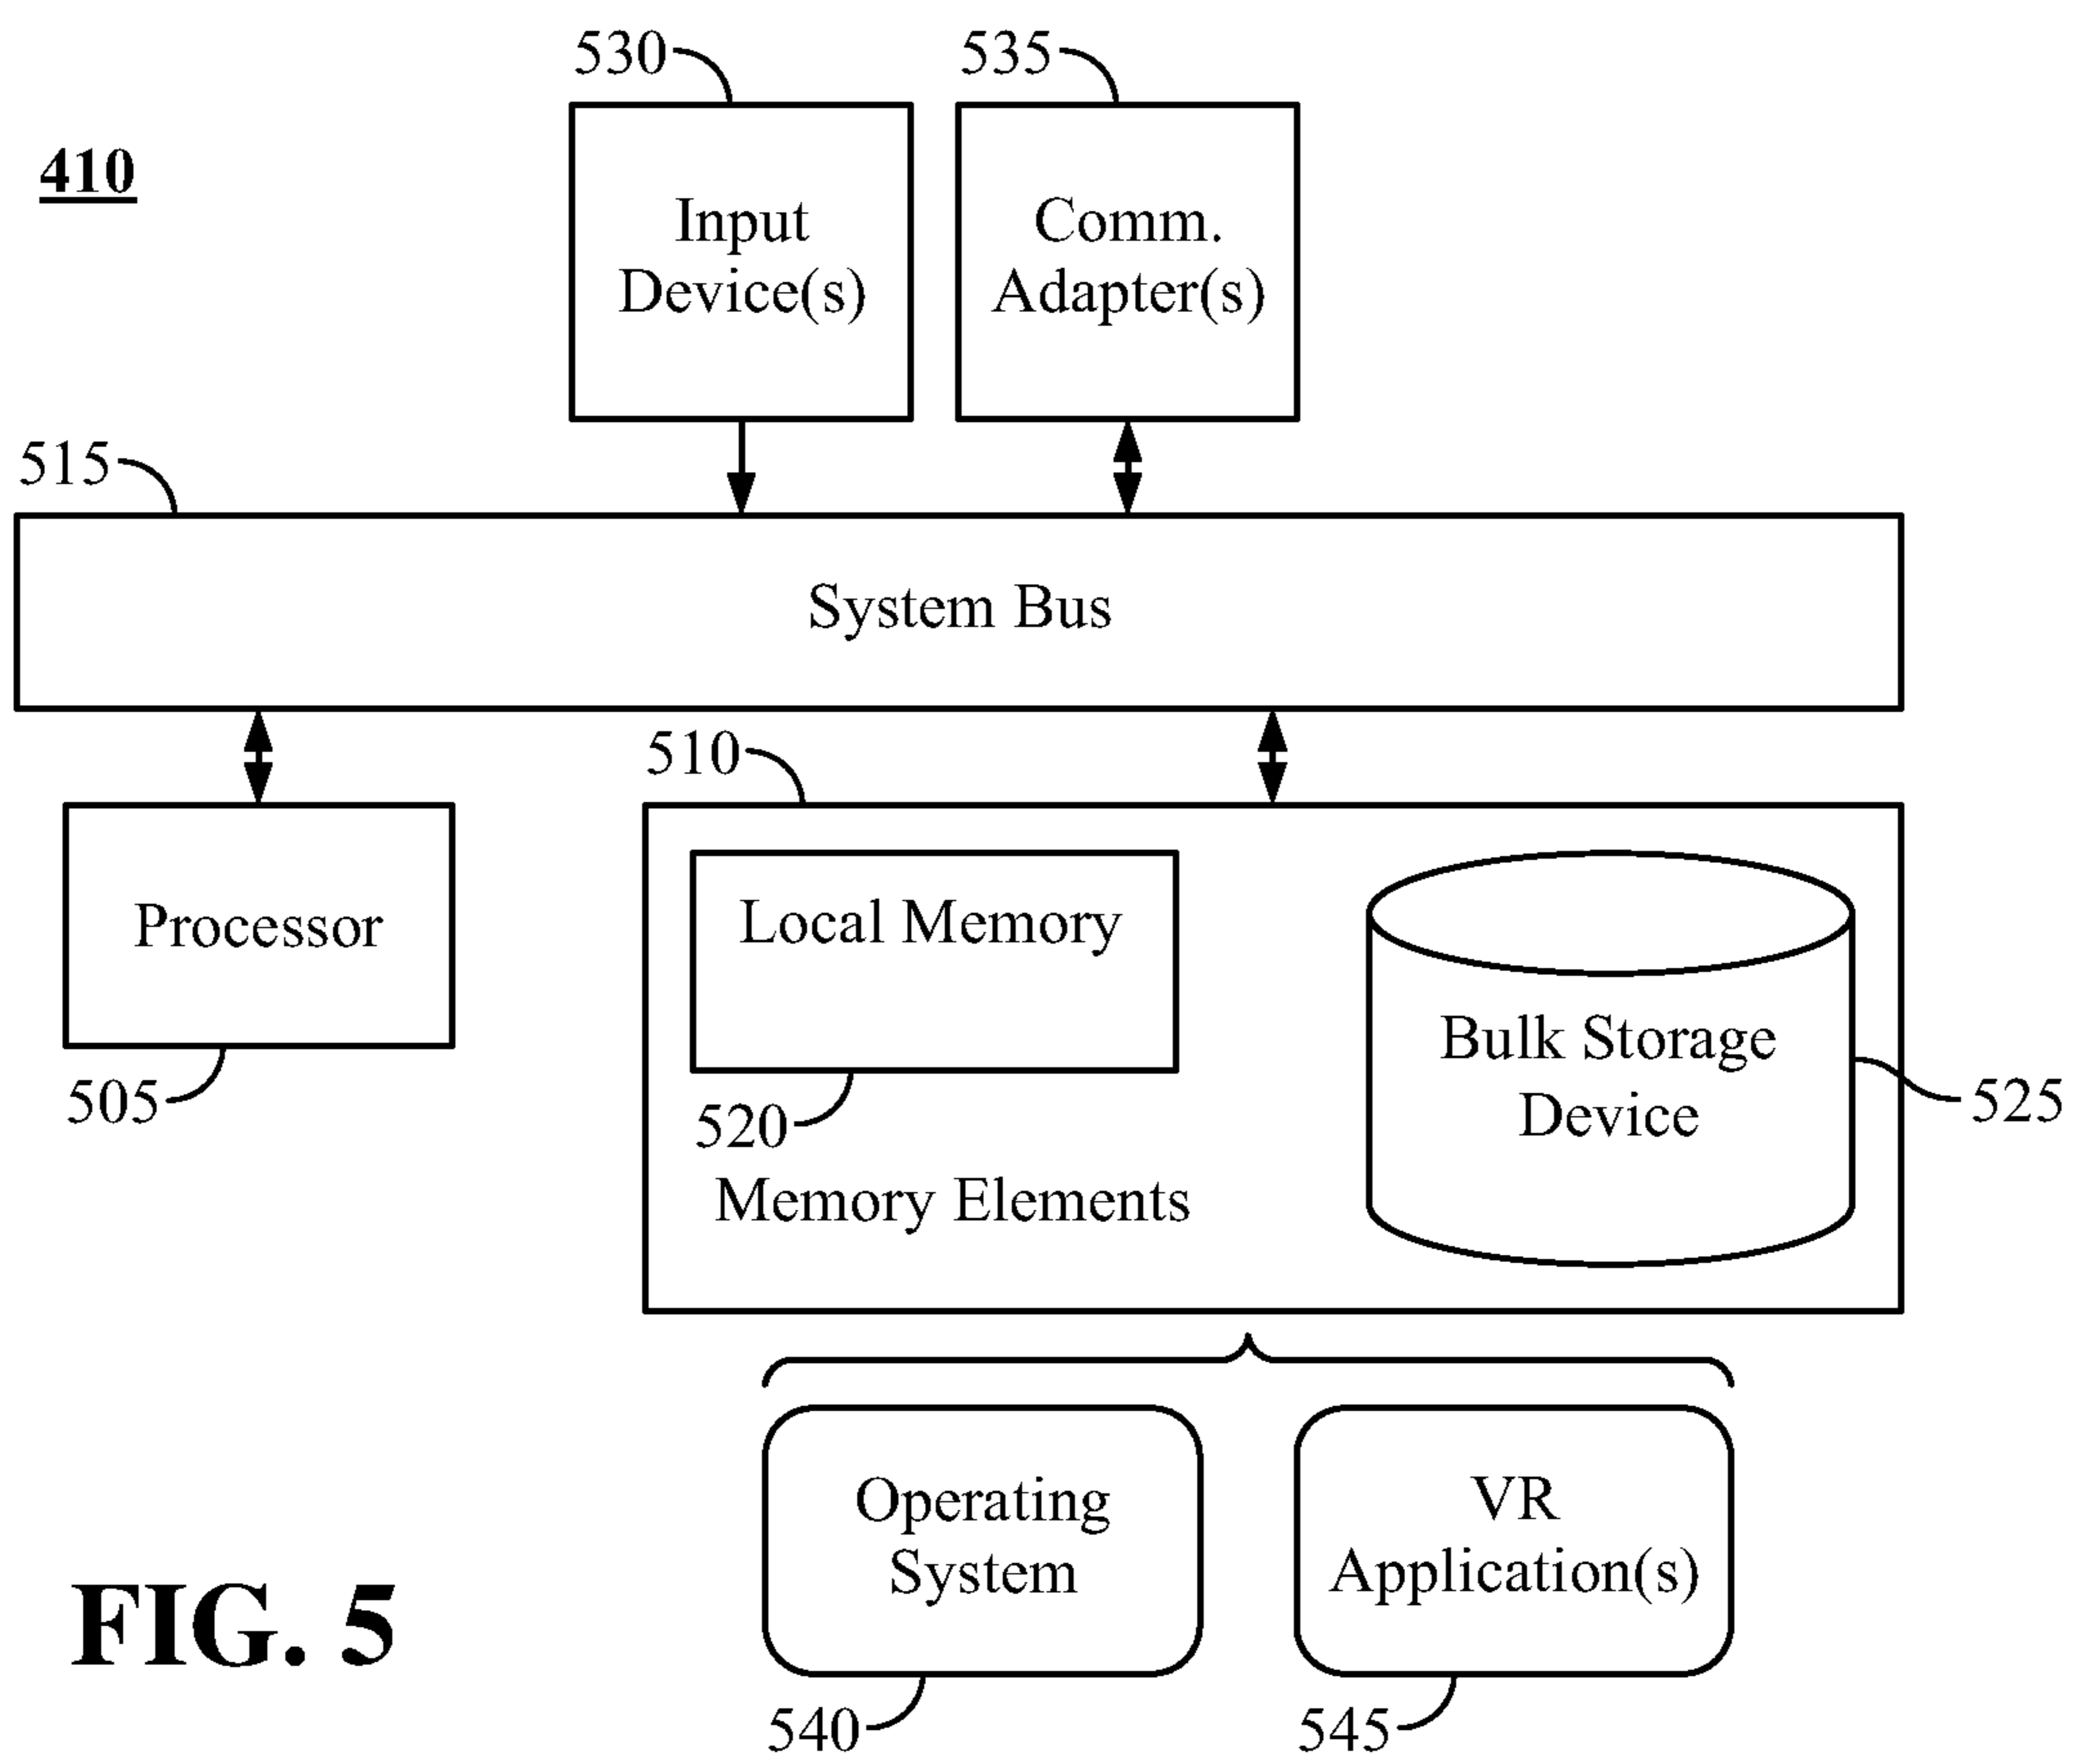 530
535
410
Input
Device(s)
Comm.
Adapter(s)
515
System Bus
510
Processor
505
Local Memory
520
Memory Elements
Bulk Storage
Device
525
Operating
System
540
VR
Application(s)
545
FIG. 5